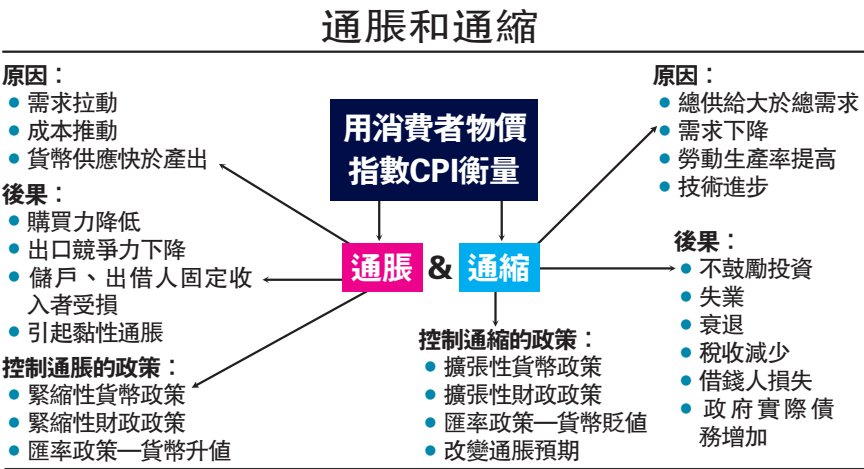 通脹和通縮
用消費者物價
指數CPI衡量
通脹 & 通縮
原因：
需求拉動
成本推動
貨幣供應快於產出
後果：
購買力降低
出口競爭力下降
儲戶、出借人固定收
入者受損
引起黏性通脹
控制通脹的政策：
緊縮性貨幣政策
緊縮性財政政策
匯率政策—貨幣升值
控制通縮的政策：
擴張性貨幣政策
擴張性財政政策
匯率政策—貨幣貶值
改變通脹預期
原因：
總供給大於總需求
需求下降
勞動生產率提高
技術進步
後果：
不鼓勵投資
失業
衰退
稅收減少
借錢人損失
政府實際債
務增加